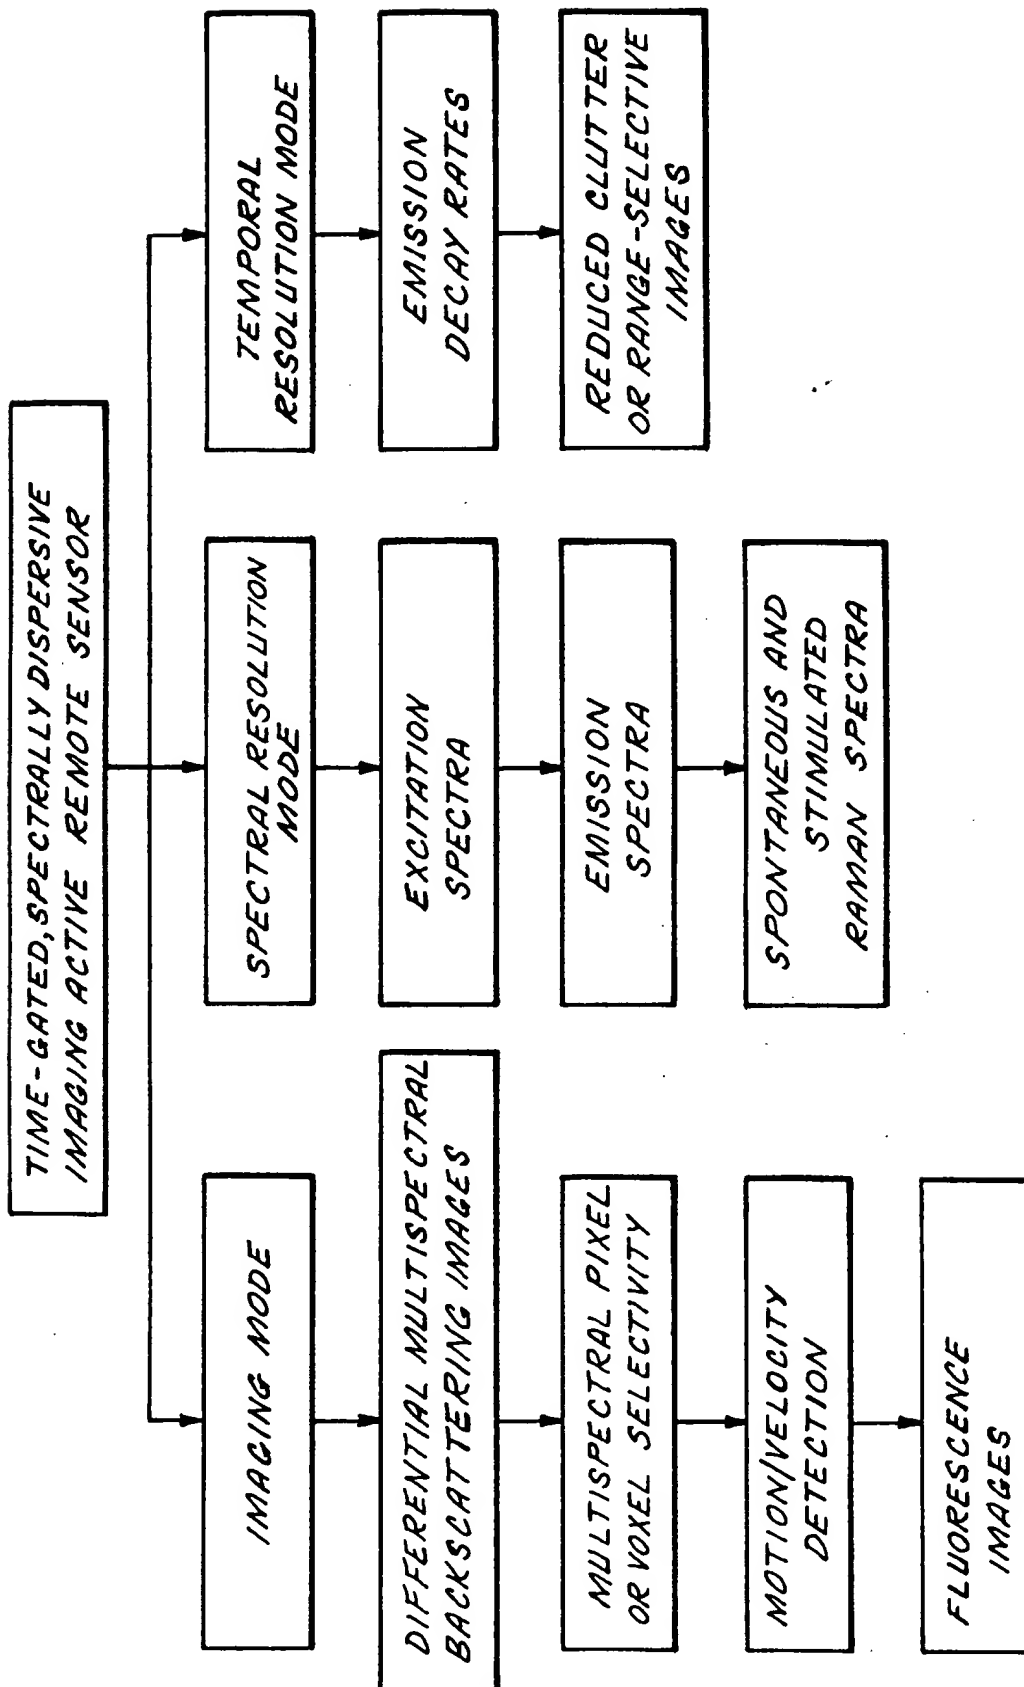 TIME-GATED, SPECTRALLY DISPERSIVE
IMAGING ACTIVE REMOTE SENSOR
IMAGING MODE
DIFFERENTIAL MULTISPECTRAL
BACKSCATTERING IMAGES
MULTISPECTRAL PIXEL
OR VOXEL SELECTIVITY
MOTION/VELOCITY
DETECTION
FLUORESCENCE
IMAGES
SPECTRAL RESOLUTION
MODE
EXCITATION
SPECTRA
EMISSION
SPECTRA
SPONTANEOUS AND
STIMULATED
RAMAN SPECTRA
TEMPORAL
RESOLUTION MODE
EMISSION
DECAY RATES
REDUCED CLUTTER
OR RANGE-SELECTIVE
IMAGES